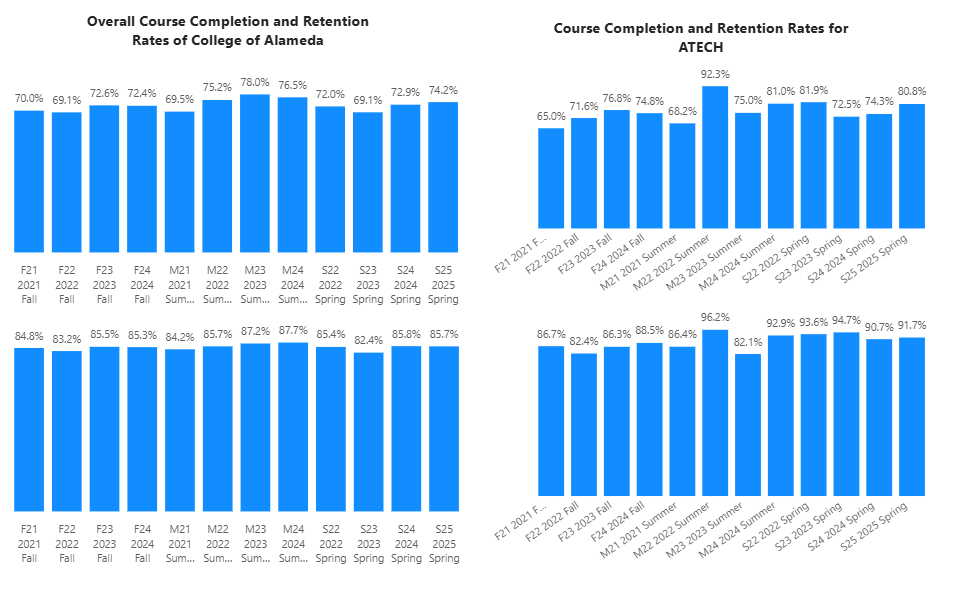 Overall Course Completion and Retention
Rates of College of Alameda
70.0% 69.1% 72.6% 72.4% 69.5% 75.2% 78.0% 76.5% 72.0% 69.1% 72.9% 74.2%
F21 F22 F23 F24 M21 M22 M23 M24 S22 S23 S24 S25
2021 2022 2023 2024 2021 2022 2023 2024 2022 2023 2024 2025
Fall Fall Fall Fall Sum... Sum... Sum... Sum... Spring Spring Spring Spring
84.8% 83.2% 85.5% 85.3% 84.2% 85.7% 87.2% 87.7% 85.4% 82.4% 85.8% 85.7%
F21 F22 F23 F24 M21 M22 M23 M24 S22 S23 S24 S25
2021 2022 2023 2024 2021 2022 2023 2024 2022 2023 2024 2025
Fall Fall Fall Fall Sum... Sum... Sum... Sum... Spring Spring Spring Spring
Course Completion and Retention Rates for
ATECH
65.0% 71.6% 76.8% 74.8% 68.2% 92.3% 75.0% 81.0% 81.9% 72.5% 74.3% 80.8%
F21 2021 F...
F22 2022 Fall
F23 2023 Fall
F24 2024 Fall
M21 2021 Summer
M22 2022 Summer
M23 2023 Summer
M24 2024 Summer
S22 2022 Spring
S23 2023 Spring
S24 2024 Spring
S25 2025 Spring
86.7% 82.4% 86.3% 88.5% 86.4% 96.2% 82.1% 92.9% 93.6% 94.7% 90.7% 91.7%
F21 2021 F...
F22 2022 Fall
F23 2023 Fall
F24 2024 Fall
M21 2021 Summer
M22 2022 Summer
M23 2023 Summer
M24 2024 Summer
S22 2022 Spring
S23 2023 Spring
S24 2024 Spring
S25 2025 Spring